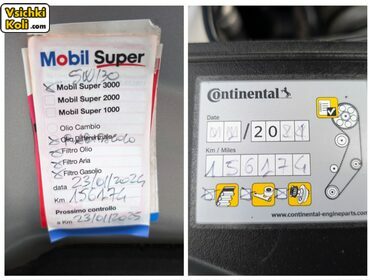 Vsichki
Koli.com
Mobil Super
5W/30
Mobil Super 3000
Mobil Super 2000
Mobil Super 1000
Olio Cambio
Filtro Olio
Filtro Aria
Filtro Gasolio
data 23/01/2024
Km 156174
Prossimo controllo
a Km 23/01/2025
Continental
Date
/20 24
Km / Miles
156174
www.continental-engineparts.com